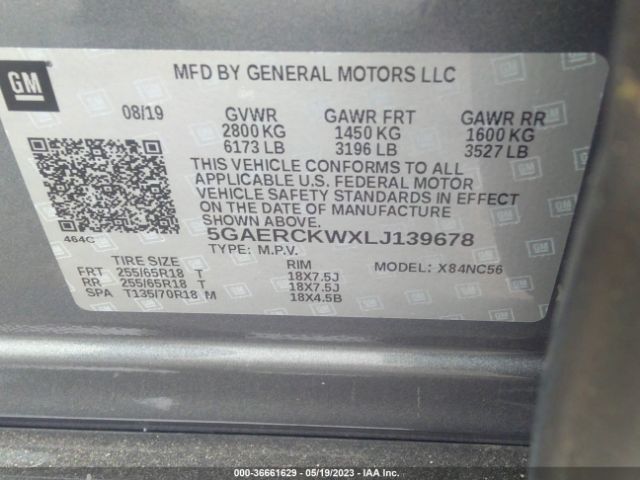 GM
MFD BY GENERAL MOTORS LLC
08/19 GVWR GAWR FRT GAWR RR
2800 KG 1450 KG 1600 KG
6173 LB 3196 LB 3527 LB
THIS VEHICLE CONFORMS TO ALL
APPLICABLE U.S. FEDERAL MOTOR
VEHICLE SAFETY STANDARDS IN EFFECT
ON THE DATE OF MANUFACTURE
SHOWN ABOVE.
464C 5GAERCKWXLJ139678
TYPE: M.P.V.
TIRE SIZE RIM MODEL: X84NC56
FRT 255/65R18 T 18X7.5J
RR 255/65R18 T 18X7.5J
SPA T135/70R18 M 18X4.5B
000-36661629 - 05/19/2023 - IAA Inc.